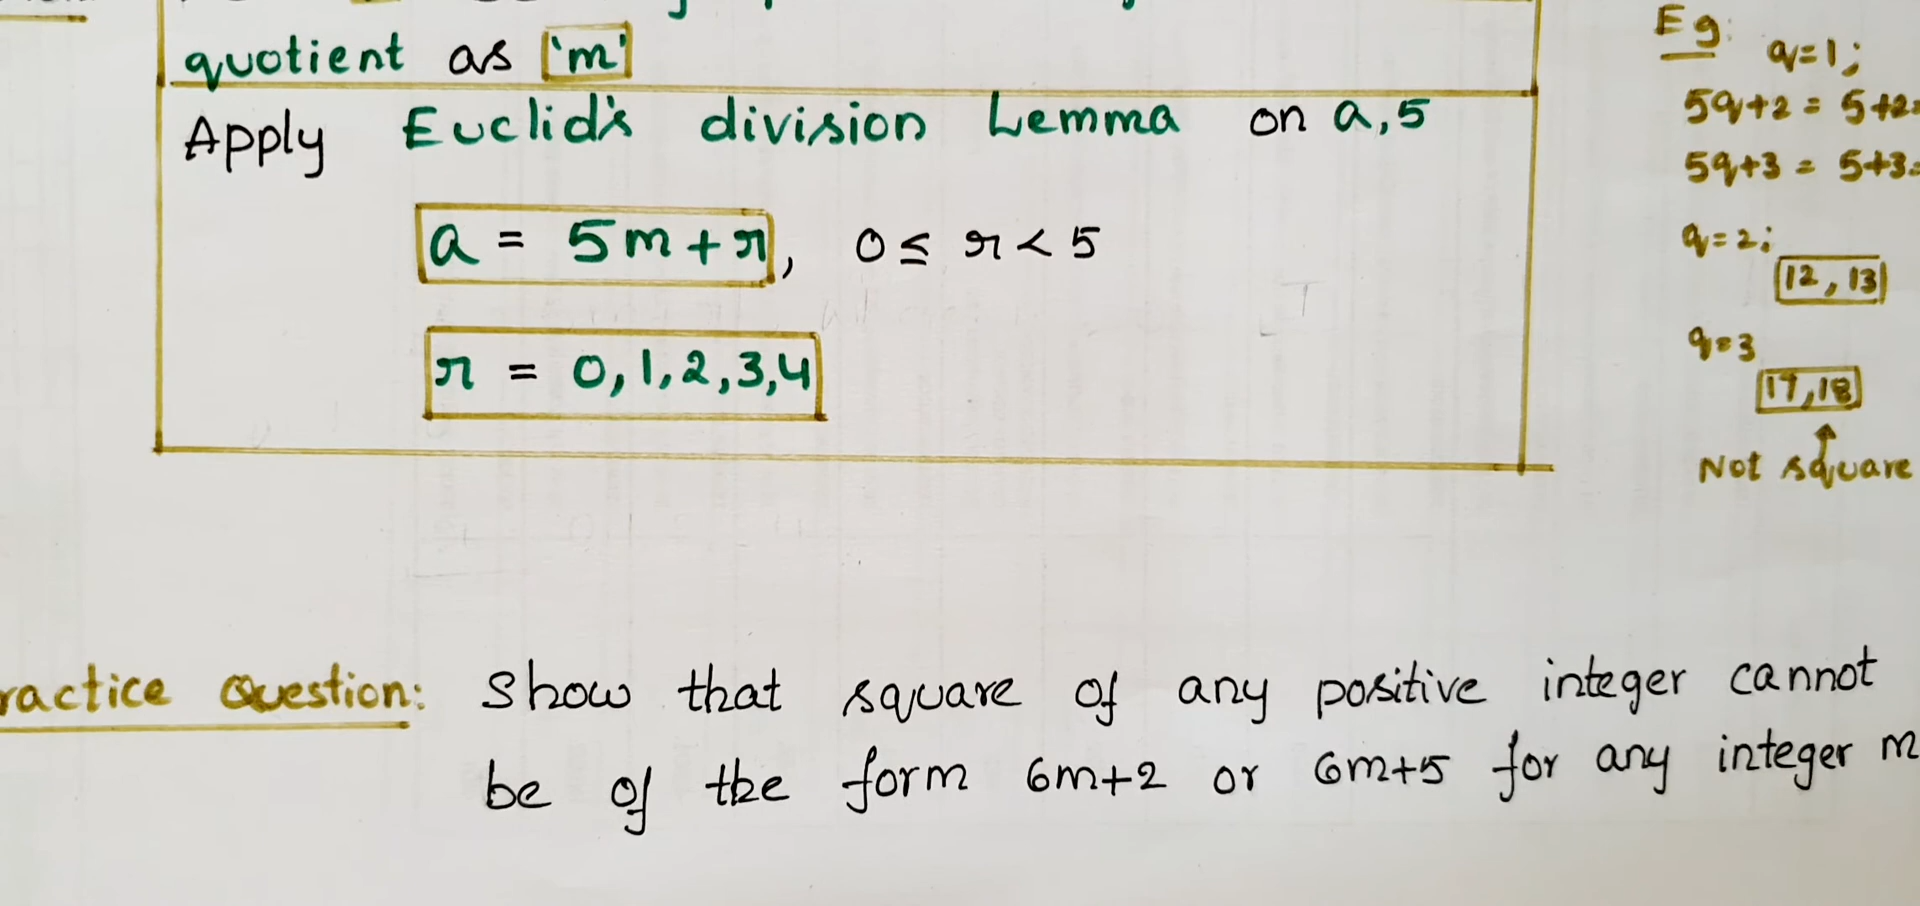 quotient as 'm'
Apply Euclid's division Lemma on a,5
a = 5m+r, 0 ≤ r < 5
r = 0,1,2,3,4
Eg: q=1;
5q+2 = 5+2=
5q+3 = 5+3=
q=2;
12, 13
q=3
17,18
Not square
ractice Question: Show that square of any positive integer cannot
be of the form 6m+2 or 6m+5 for any integer m